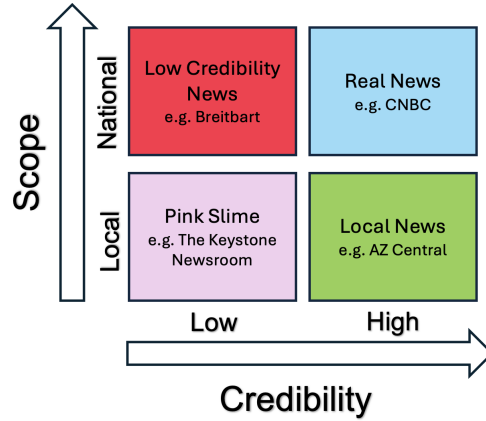 Scope
National
Local
Low Credibility
News
e.g. Breitbart
Real News
e.g. CNBC
Pink Slime
e.g. The Keystone
Newsroom
Local News
e.g. AZ Central
Low
High
Credibility